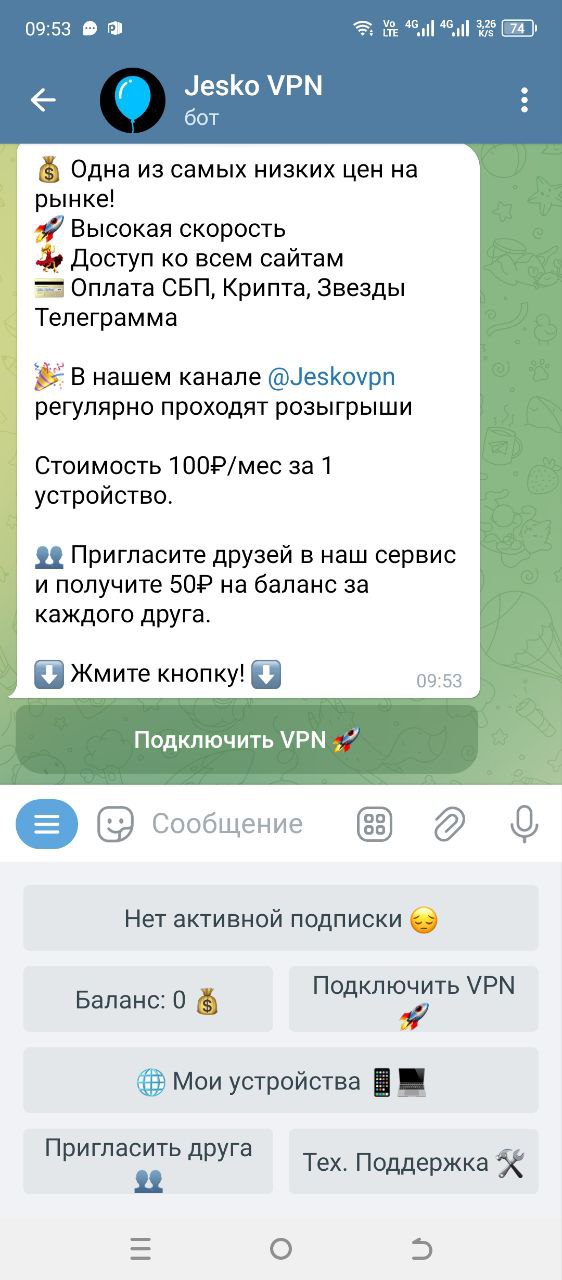 09:53 Vo LTE 4G 4G 3,26 K/S 74
Jesko VPN
бот
💰 Одна из самых низких цен на
рынке!
🚀 Высокая скорость
💃 Доступ ко всем сайтам
💳 Оплата СБП, Крипта, Звезды
Телеграмма
🎉 В нашем канале @Jeskovpn
регулярно проходят розыгрыши
Стоимость 100₽/мес за 1
устройство.
👥 Пригласите друзей в наш сервис
и получите 50₽ на баланс за
каждого друга.
⬇️ Жмите кнопку! ⬇️ 09:53
Подключить VPN 🚀
Сообщение
Нет активной подписки 😔
Баланс: 0 💰
Подключить VPN
🚀
🌐 Мои устройства 📱💻
Пригласить друга
👥
Тех. Поддержка 🛠